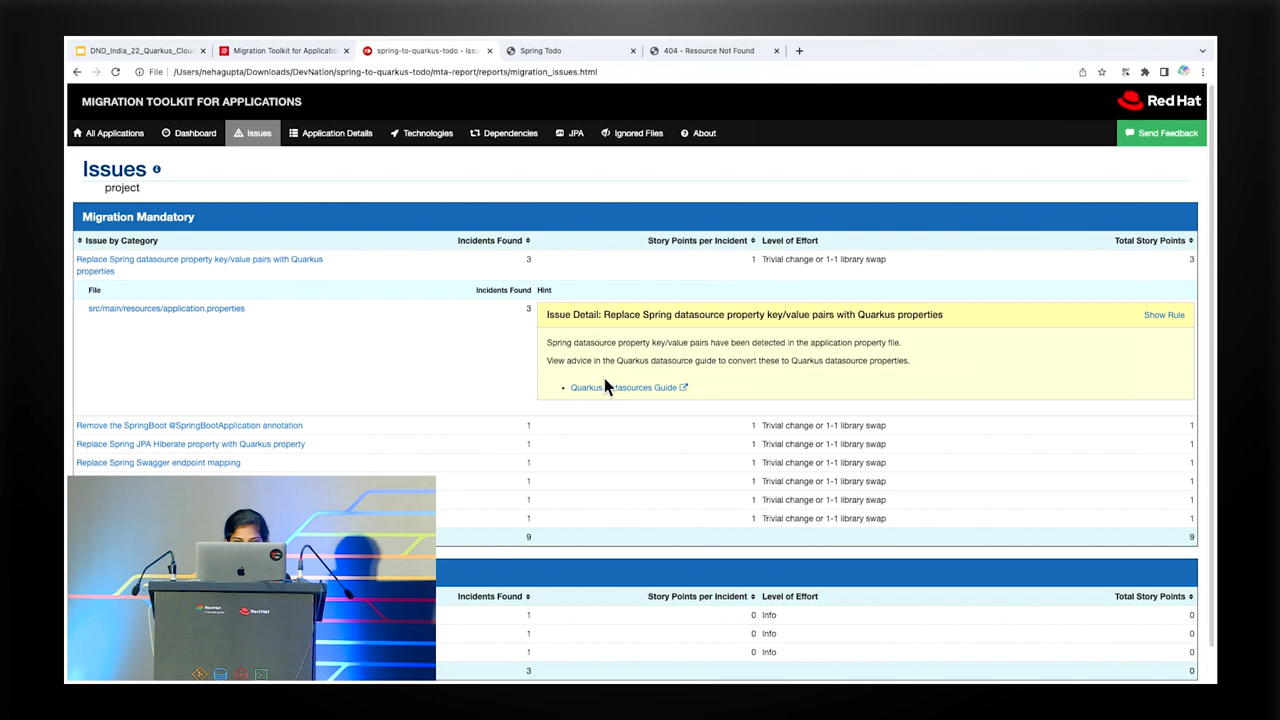 DND_India_22_Quarkus_Clou
Migration Toolkit for Applicatio
spring-to-quarkus-todo - Issu
Spring Todo
404 - Resource Not Found
File /Users/nehagupta/Downloads/DevNation/spring-to-quarkus-todo/mta-report/reports/migration_issues.html
MIGRATION TOOLKIT FOR APPLICATIONS
Red Hat
All Applications Dashboard Issues Application Details Technologies Dependencies JPA Ignored Files About Send Feedback
Issues
project
Migration Mandatory
Issue by Category Incidents Found Story Points per Incident Level of Effort Total Story Points
Replace Spring datasource property key/value pairs with Quarkus 3 1 Trivial change or 1-1 library swap 3
properties
File Incidents Found Hint
src/main/resources/application.properties 3
Issue Detail: Replace Spring datasource property key/value pairs with Quarkus properties Show Rule
Spring datasource property key/value pairs have been detected in the application property file.
View advice in the Quarkus datasource guide to convert these to Quarkus datasource properties.
Quarkus tasources Guide
Remove the SpringBoot @SpringBootApplication annotation 1 1 Trivial change or 1-1 library swap 1
Replace Spring JPA Hiberate property with Quarkus property 1 1 Trivial change or 1-1 library swap 1
Replace Spring Swagger endpoint mapping 1 1 Trivial change or 1-1 library swap 1
1 1 Trivial change or 1-1 library swap 1
1 1 Trivial change or 1-1 library swap 1
1 1 Trivial change or 1-1 library swap 1
9 9
Incidents Found Story Points per Incident Level of Effort Total Story Points
1 0 Info 0
1 0 Info 0
1 0 Info 0
3 0
Red Hat
Developer
Red Hat